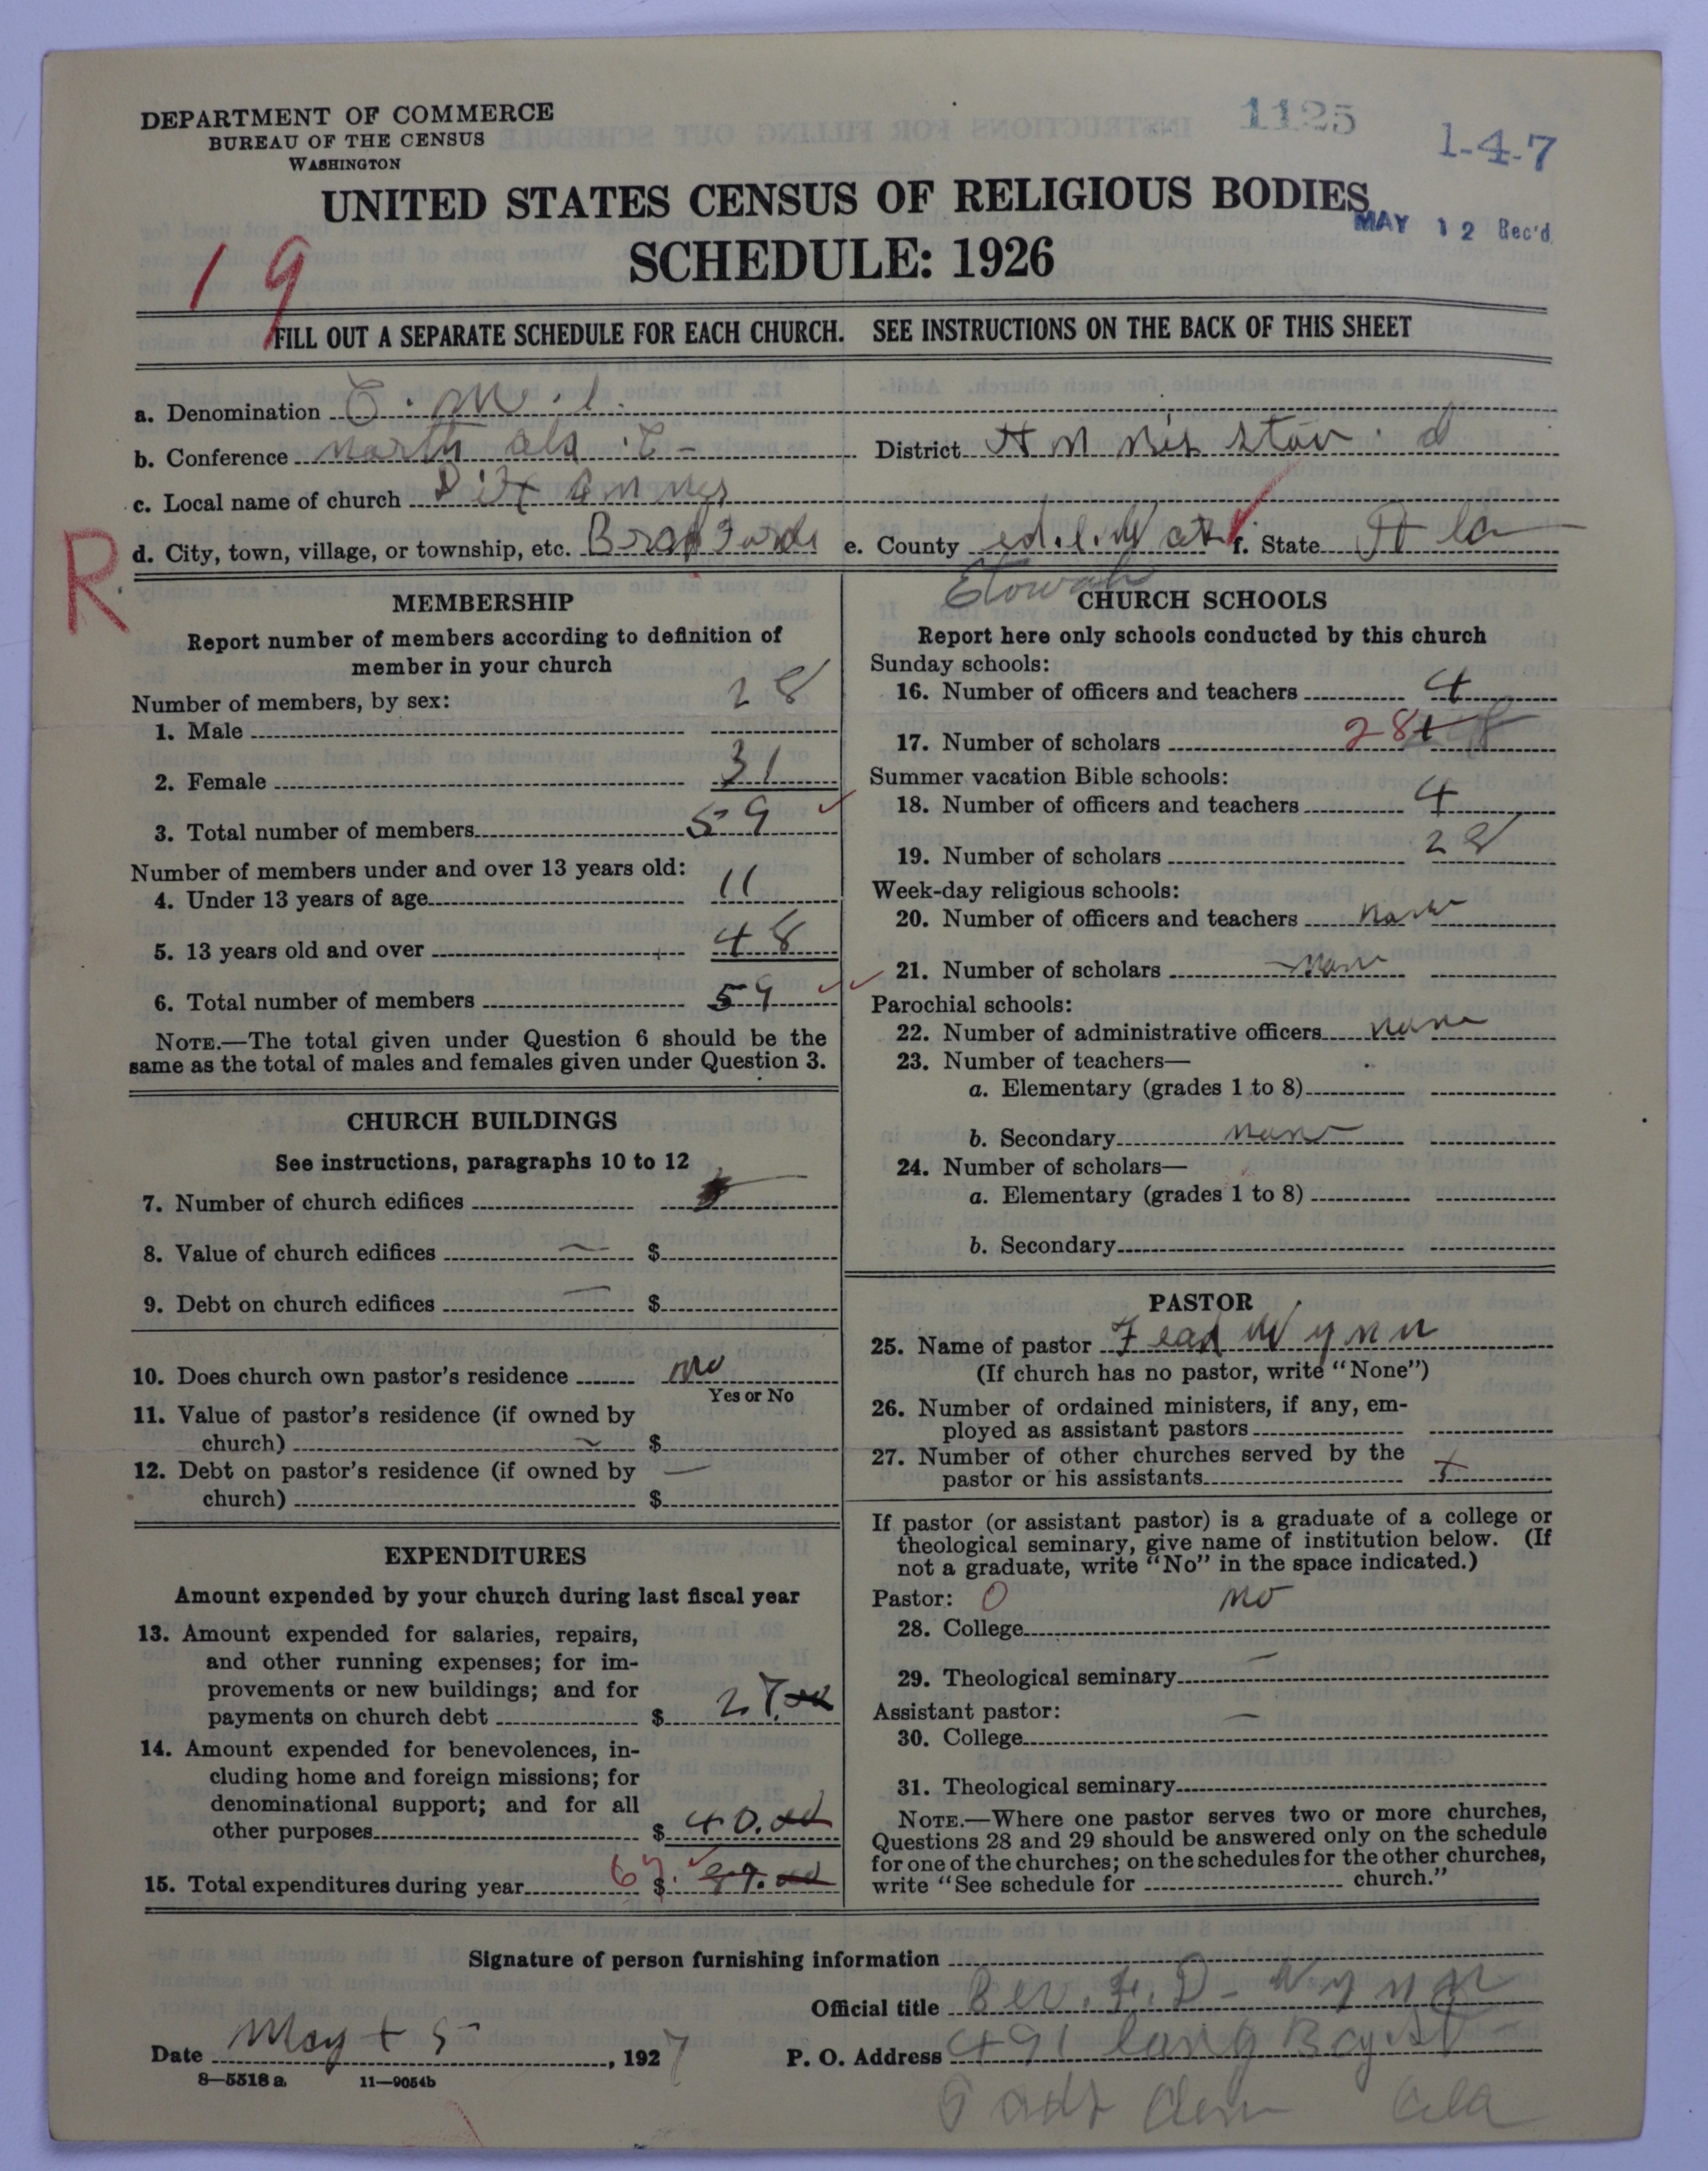 DEPARTMENT OF COMMERCE
BUREAU OF THE CENSUS
WASHINGTON
1125
1-4-7
UNITED STATES CENSUS OF RELIGIOUS BODIES
MAY 12 Rec'd
SCHEDULE: 1926
19
FILL OUT A SEPARATE SCHEDULE FOR EACH CHURCH. SEE INSTRUCTIONS ON THE BACK OF THIS SHEET
a. Denomination
b. Conference north ala District
c. Local name of church
R
d. City, town, village, or township, etc. e. County f. State
Etowah
MEMBERSHIP
Report number of members according to definition of
member in your church
Number of members, by sex:
1. Male 28
2. Female 31
3. Total number of members 59
Number of members under and over 13 years old:
4. Under 13 years of age 11
5. 13 years old and over 48
6. Total number of members 59
NOTE.—The total given under Question 6 should be the
same as the total of males and females given under Question 3.
CHURCH BUILDINGS
See instructions, paragraphs 10 to 12
7. Number of church edifices
8. Value of church edifices — $
9. Debt on church edifices — $
10. Does church own pastor's residence no
Yes or No
11. Value of pastor's residence (if owned by
church) ~ $
12. Debt on pastor's residence (if owned by —
church) $
EXPENDITURES
Amount expended by your church during last fiscal year
13. Amount expended for salaries, repairs,
and other running expenses; for im-
provements or new buildings; and for
payments on church debt $ 27.00
14. Amount expended for benevolences, in-
cluding home and foreign missions; for
denominational support; and for all
other purposes $ 40.00
15. Total expenditures during year 67. $
CHURCH SCHOOLS
Report here only schools conducted by this church
Sunday schools:
16. Number of officers and teachers 4
17. Number of scholars 28
Summer vacation Bible schools:
18. Number of officers and teachers 4
19. Number of scholars 28
Week-day religious schools:
20. Number of officers and teachers none
21. Number of scholars none
Parochial schools:
22. Number of administrative officers none
23. Number of teachers—
a. Elementary (grades 1 to 8)
b. Secondary none
24. Number of scholars—
a. Elementary (grades 1 to 8)
b. Secondary
PASTOR
25. Name of pastor Wynn
(If church has no pastor, write "None")
26. Number of ordained ministers, if any, em-
ployed as assistant pastors
27. Number of other churches served by the
pastor or his assistants
If pastor (or assistant pastor) is a graduate of a college or
theological seminary, give name of institution below. (If
not a graduate, write "No" in the space indicated.)
Pastor: 0 no
28. College
29. Theological seminary —
Assistant pastor: —
30. College
31. Theological seminary
NOTE.—Where one pastor serves two or more churches,
Questions 28 and 29 should be answered only on the schedule
for one of the churches; on the schedules for the other churches,
write "See schedule for church."
Signature of person furnishing information
Official title Rev. F. D. Wynn
Date May + 5, 1927 P. O. Address 491
8—5518a 11—9054b
Ala